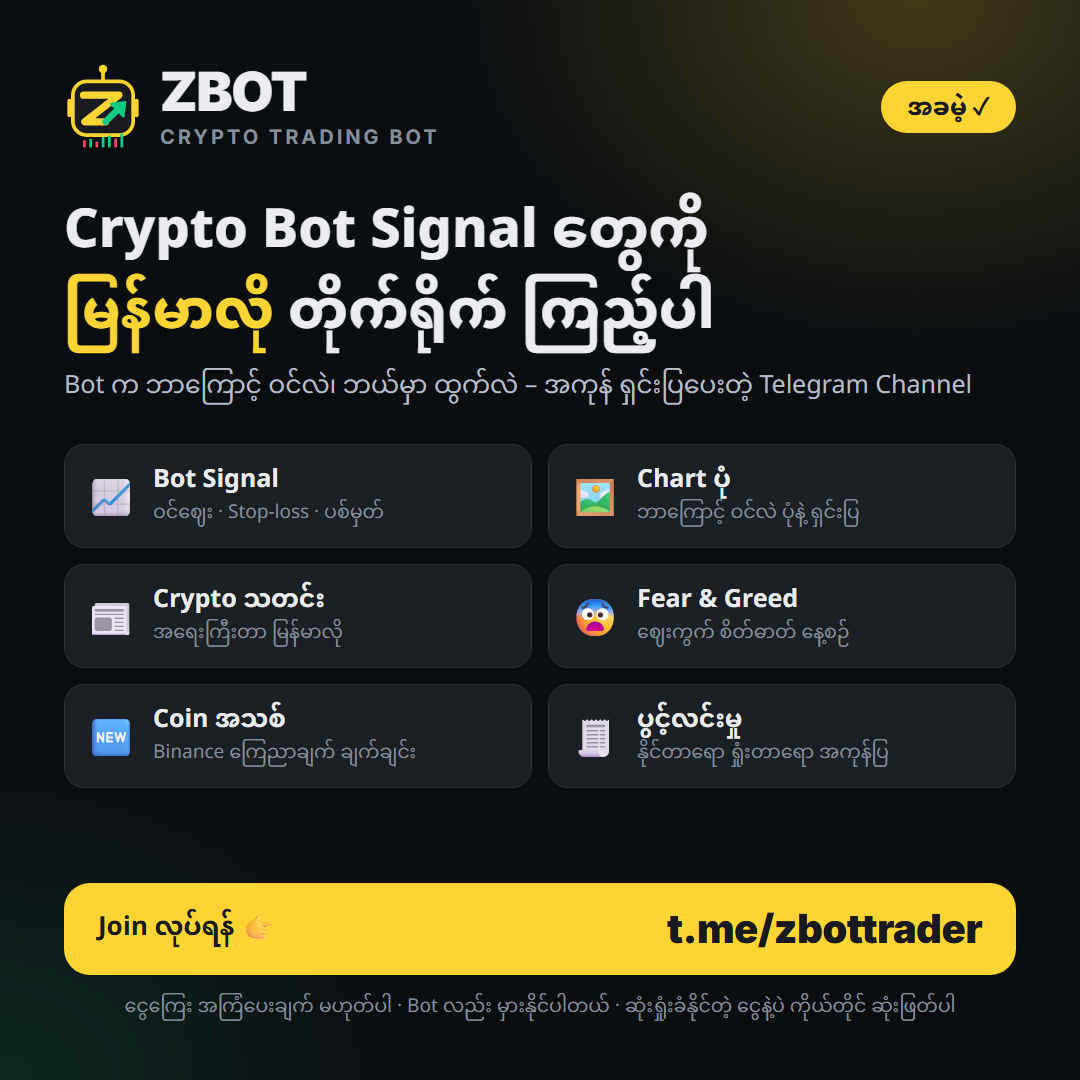 ZBOT
CRYPTO TRADING BOT
အခမဲ့ ✓
Crypto Bot Signal တွေကို
မြန်မာလို တိုက်ရိုက် ကြည့်ပါ
Bot က ဘာကြောင့် ဝင်လဲ၊ ဘယ်မှာ ထွက်လဲ – အကုန် ရှင်းပြပေးတဲ့ Telegram Channel
Bot Signal
ဝင်ဈေး · Stop-loss · ပစ်မှတ်
Chart ပုံ
ဘာကြောင့် ဝင်လဲ ပုံနဲ့ ရှင်းပြ
Crypto သတင်း
အရေးကြီးတာ မြန်မာလို
Fear & Greed
ဈေးကွက် စိတ်ဓာတ် နေ့စဉ်
NEW
Coin အသစ်
Binance ကြေညာချက် ချက်ချင်း
ပွင့်လင်းမှု
နိုင်တာရော ရှုံးတာရော အကုန်ပြ
Join လုပ်ရန် 👉
t.me/zbottrader
ငွေကြေး အကြံပေးချက် မဟုတ်ပါ · Bot လည်း မှားနိုင်ပါတယ် · ဆုံးရှုံးခံနိုင်တဲ့ ငွေနဲ့ပဲ ကိုယ်တိုင် ဆုံးဖြတ်ပါ